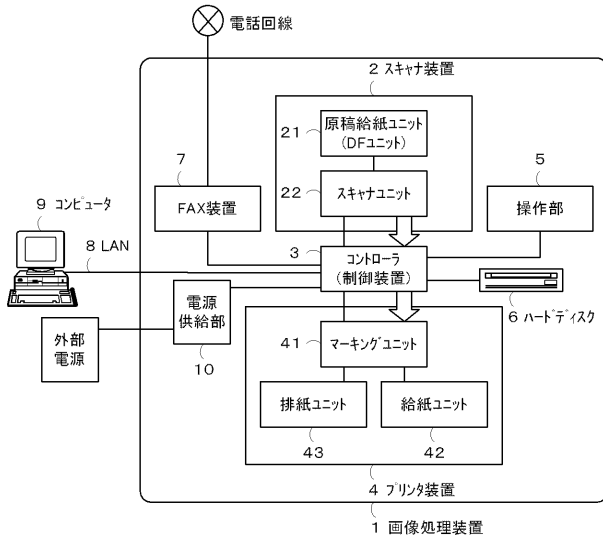 電話回線
2 スキャナ装置
21
原稿給紙ユニット
(DFユニット)
7
5
22
スキャナユニット
9 コンピュータ
FAX装置
操作部
8 LAN
3
コントローラ
(制御装置)
電源
供給部
6 ハードディスク
外部
電源
10
41
マーキングユニット
排紙ユニット
給紙ユニット
43
42
4 プリンタ装置
1 画像処理装置